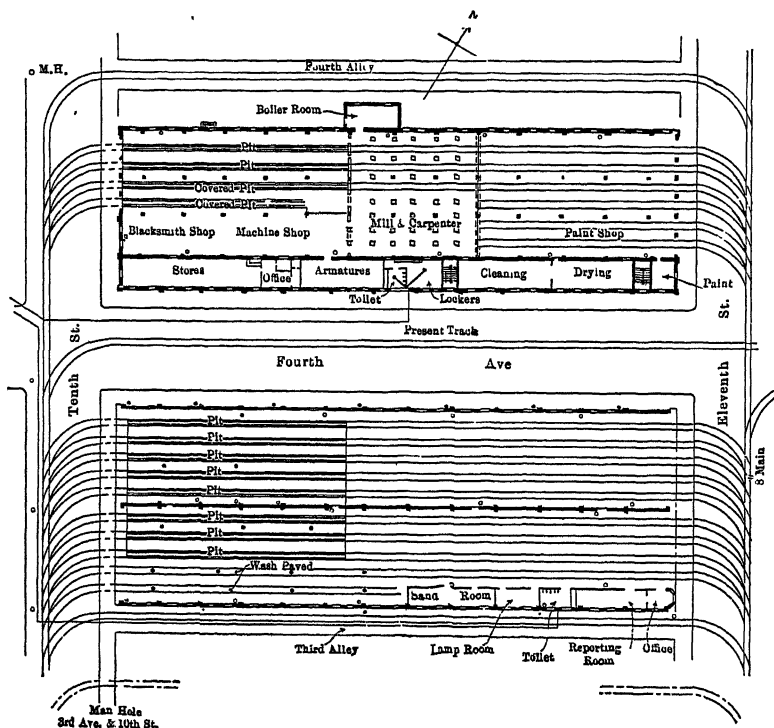 N
M.H.
Fourth Alley
Boiler Room
Pit
Pit
Covered Pit
Covered Pit
Blacksmith Shop
Machine Shop
Mill & Carpenter
Paint Shop
Stores
Office
Armatures
Cleaning
Drying
Toilet
Lockers
Paint
Present Track
Tenth St.
Fourth Ave
Eleventh St.
8 Main
Pit
Pit
Pit
Pit
Pit
Pit
Pit
Pit
Wash Paved
Room
Third Alley
Lamp Room
Toilet
Reporting
Room
Office
Man Hole
3rd Ave. & 10th St.